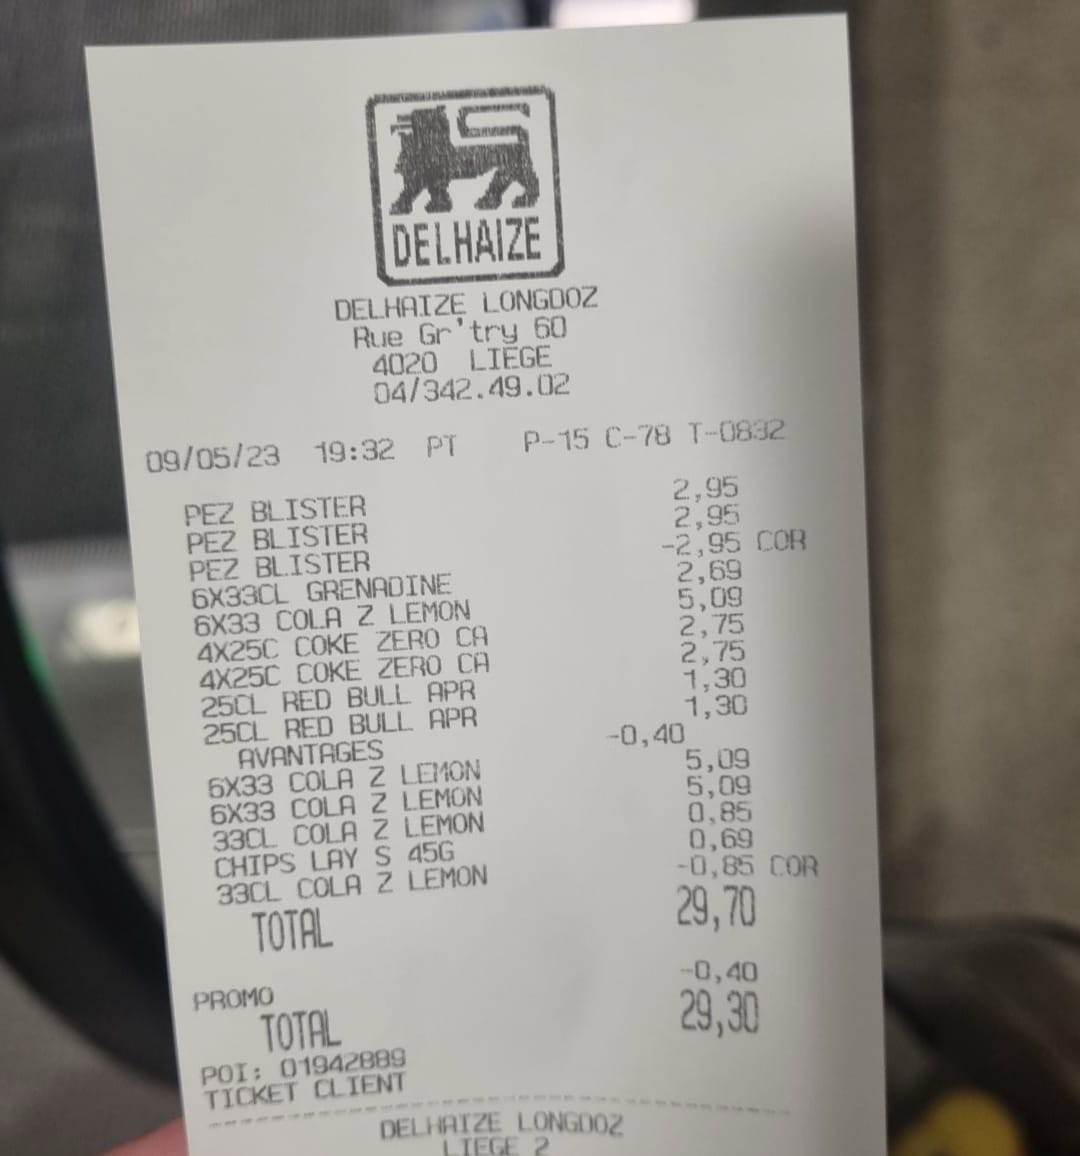 DELHAIZE
DELHAIZE LONGDOZ
Rue Gr'try 60
4020 LIEGE
04/342.49.02
09/05/23 19:32 PT P-15 C-78 T-0832
PEZ BLISTER 2,95
PEZ BLISTER 2,95
PEZ BLISTER -2,95 COR
6X33CL GRENADINE 2,69
6X33 COLA Z LEMON 5,09
4X25C COKE ZERO CA 2,75
4X25C COKE ZERO CA 2,75
25CL RED BULL APR 1,30
25CL RED BULL APR 1,30
AVANTAGES -0,40
6X33 COLA Z LEMON 5,09
6X33 COLA Z LEMON 5,09
33CL COLA Z LEMON 0,85
CHIPS LAY S 45G 0,69
33CL COLA Z LEMON -0,85 COR
TOTAL 29,70
PROMO -0,40
TOTAL 29,30
POI: 01942889
TICKET CLIENT
DELHAIZE LONGDOZ
LIEGE 2